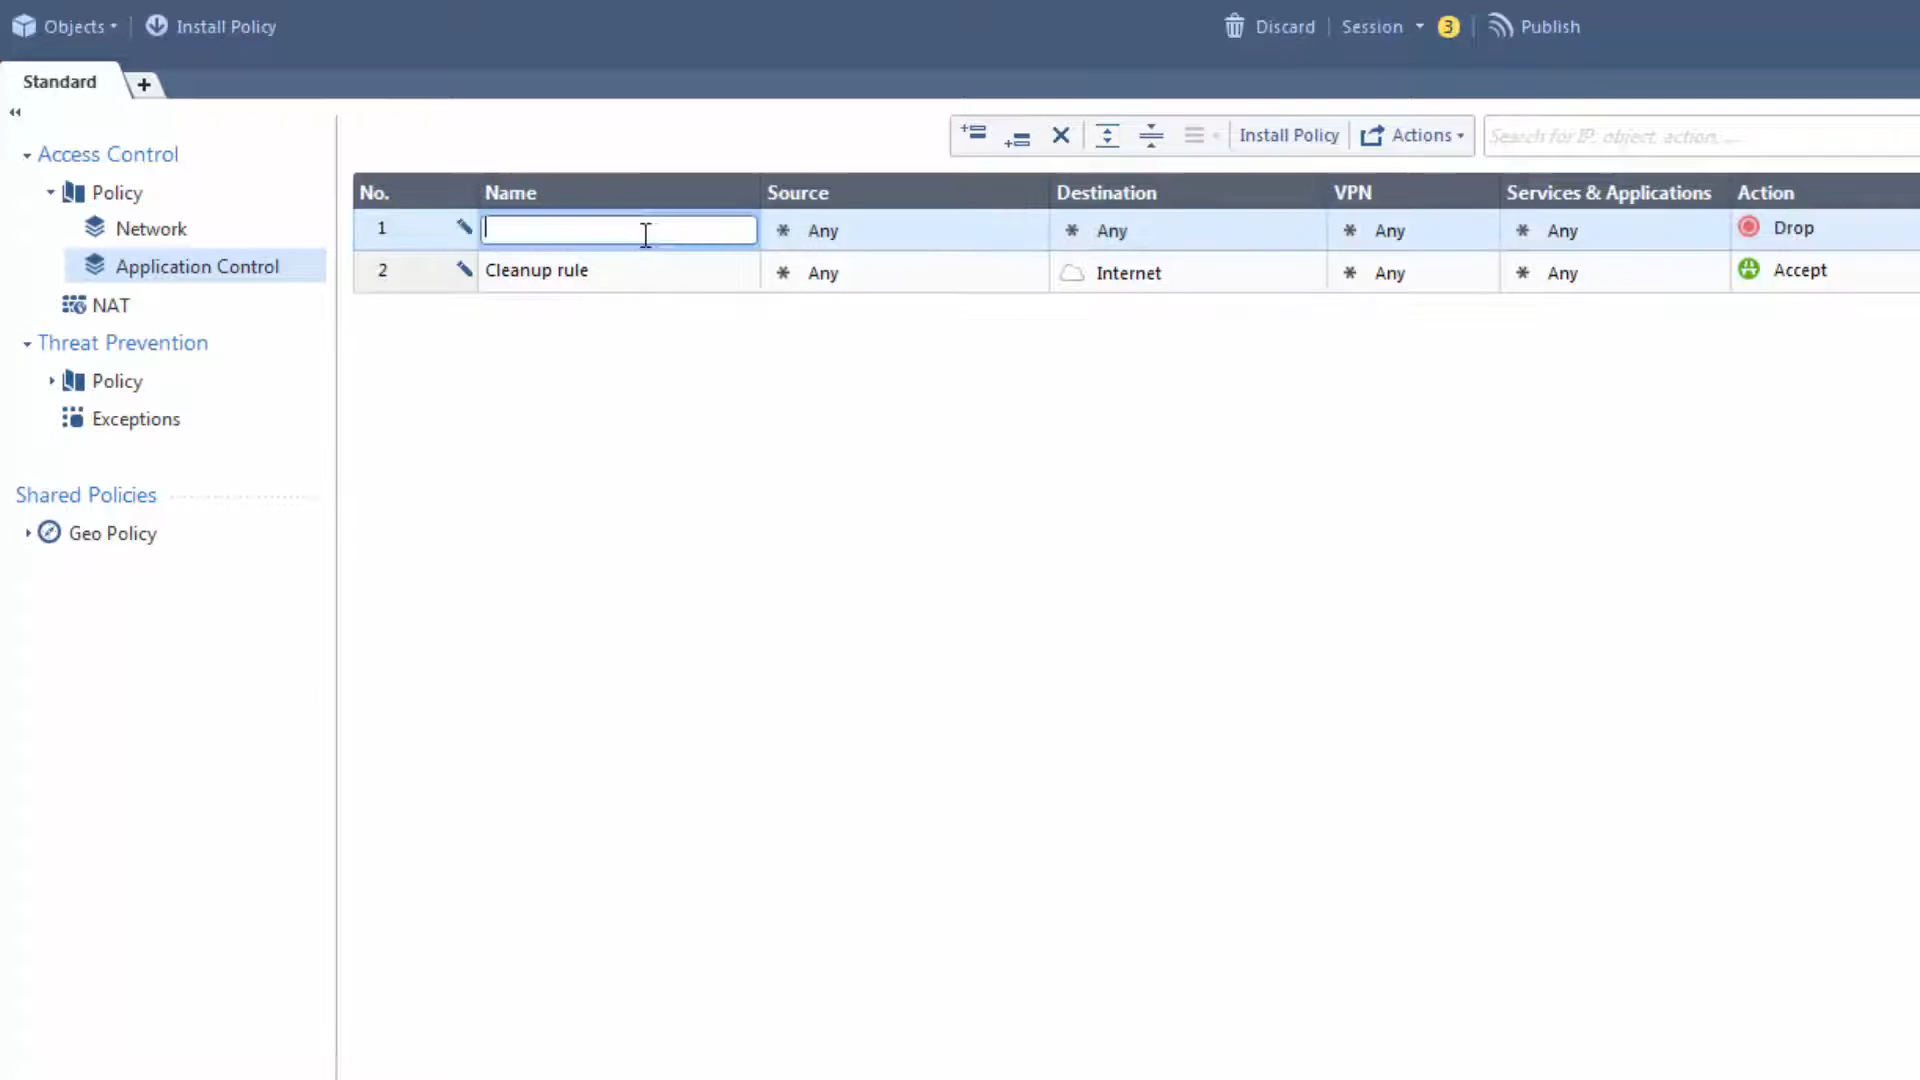 Objects Install Policy Discard Session 3 Publish
Standard +
Install Policy Actions Search for IP, object, action, ...
Access Control
Policy
Network
Application Control
NAT
Threat Prevention
Policy
Exceptions
Shared Policies
Geo Policy
No. Name Source Destination VPN Services & Applications Action
1 * Any * Any * Any * Any Drop
2 Cleanup rule * Any Internet * Any * Any Accept